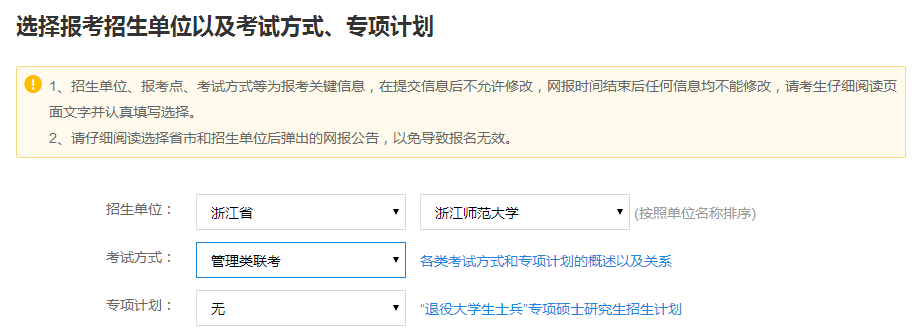 选择报考招生单位以及考试方式、专项计划
1、招生单位、报考点、考试方式等为报考关键信息，在提交信息后不允许修改，网报时间结束后任何信息均不能修改，请考生仔细阅读页
面文字并认真填写选择。
2、请仔细阅读选择省市和招生单位后弹出的网报公告，以免导致报名无效。
招生单位： 浙江省 浙江师范大学 (按照单位名称排序)
考试方式： 管理类联考 各类考试方式和专项计划的概述以及关系
专项计划： 无 “退役大学生士兵”专项硕士研究生招生计划